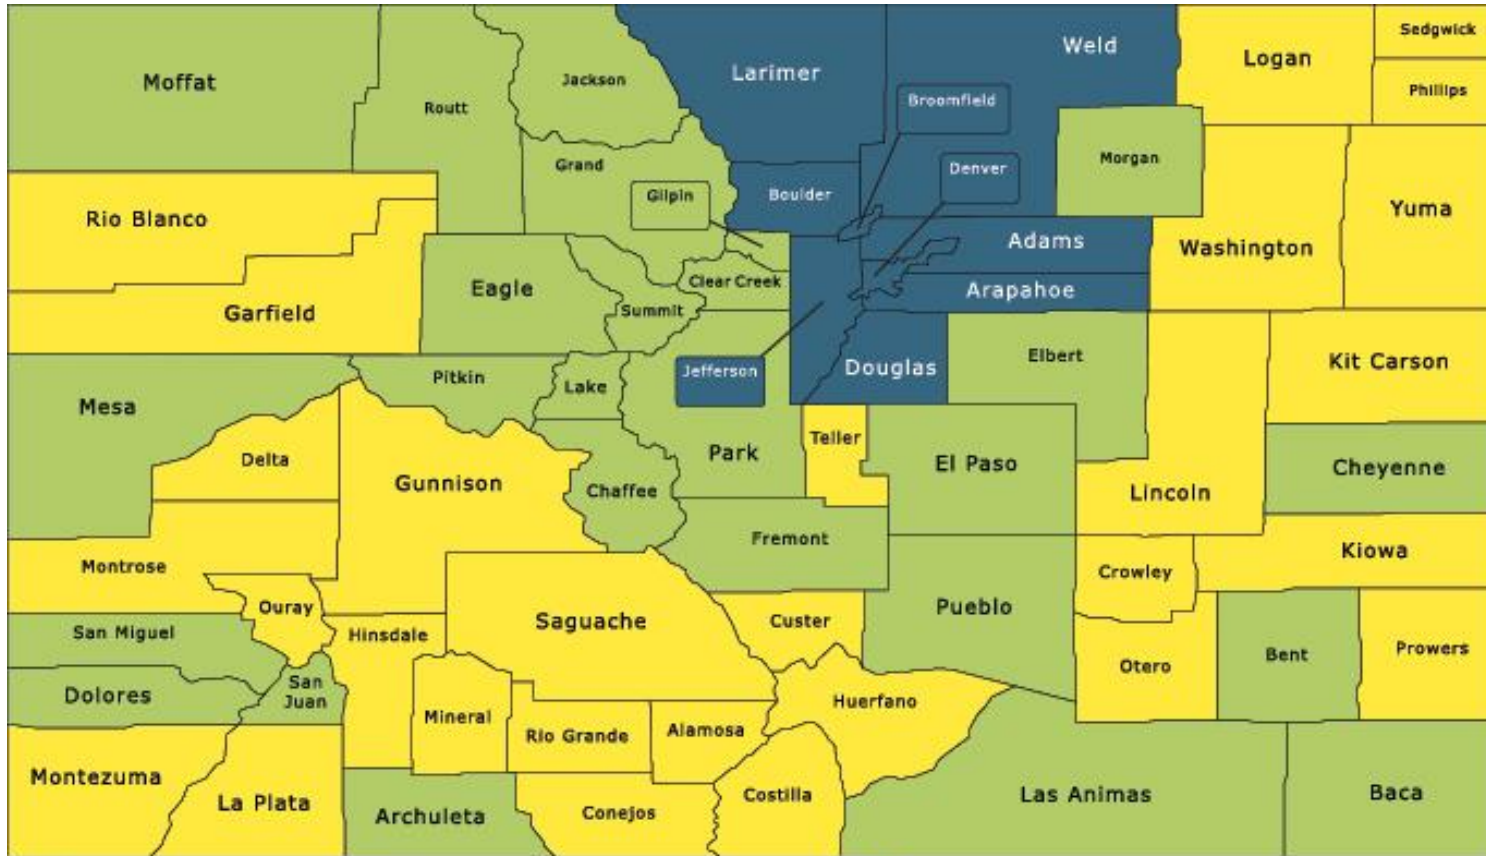 Sedgwick
Weld
Logan
Larimer
Moffat
Jackson
Phillips
Broomfield
Routt
Morgan
Grand
Denver
Gilpin
Boulder
Yuma
Rio Blanco
Adams
Washington
Clear Creek
Eagle
Arapahoe
Garfield
Summit
Elbert
Kit Carson
Jefferson
Douglas
Pitkin
Lake
Mesa
Teller
Park
Delta
El Paso
Cheyenne
Gunnison
Chaffee
Lincoln
Fremont
Kiowa
Montrose
Crowley
Ouray
Pueblo
Saguache
Custer
San Miguel
Hinsdale
Prowers
Bent
Otero
San
Juan
Dolores
Huerfano
Mineral
Alamosa
Rio Grande
Montezuma
Baca
Las Animas
Costilla
La Plata
Conejos
Archuleta